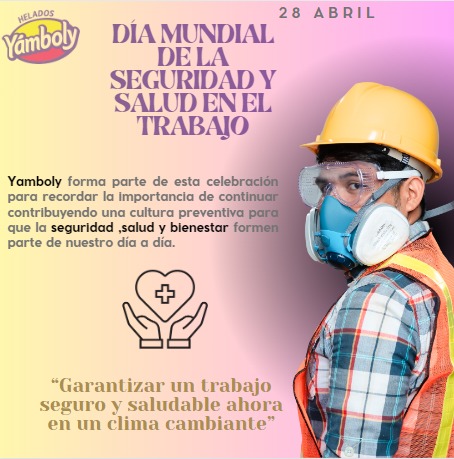 28 ABRIL
HELADOS
Yámboly
DÍA MUNDIAL
DE LA
SEGURIDAD Y
SALUD EN EL
TRABAJO
Yamboly forma parte de esta celebración
para recordar la importancia de continuar
contribuyendo una cultura preventiva para
que la seguridad ,salud y bienestar formen
parte de nuestro día a día.
“Garantizar un trabajo
seguro y saludable ahora
en un clima cambiante”